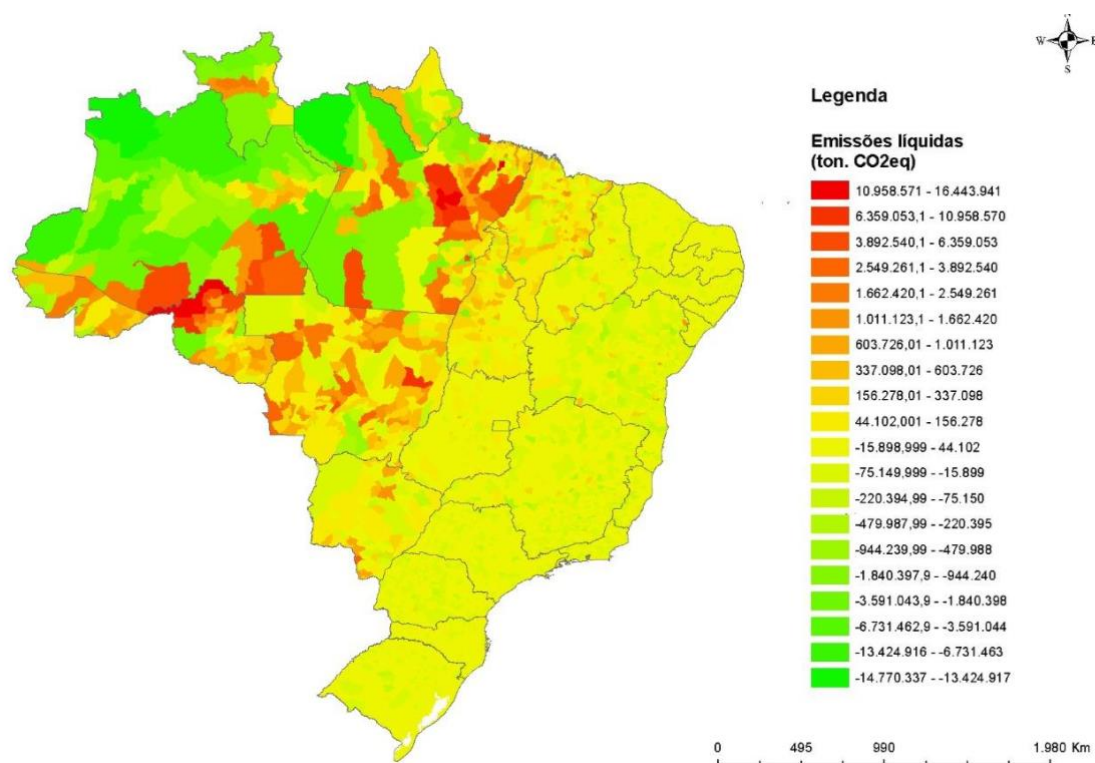 N
W E
S
Legenda
Emissões líquidas
(ton. CO2eq)
10.958.571 - 16.443.941
6.359.053,1 - 10.958.570
3.892.540,1 - 6.359.053
2.549.261,1 - 3.892.540
1.662.420,1 - 2.549.261
1.011.123,1 - 1.662.420
603.726,01 - 1.011.123
337.098,01 - 603.726
156.278,01 - 337.098
44.102,001 - 156.278
-15.898,999 - 44.102
-75.149,999 - -15.899
-220.394,99 - -75.150
-479.987,99 - -220.395
-944.239,99 - -479.988
-1.840.397,9 - -944.240
-3.591.043,9 - -1.840.398
-6.731.462,9 - -3.591.044
-13.424.916 - -6.731.463
-14.770.337 - -13.424.917
0 495 990 1.980 Km